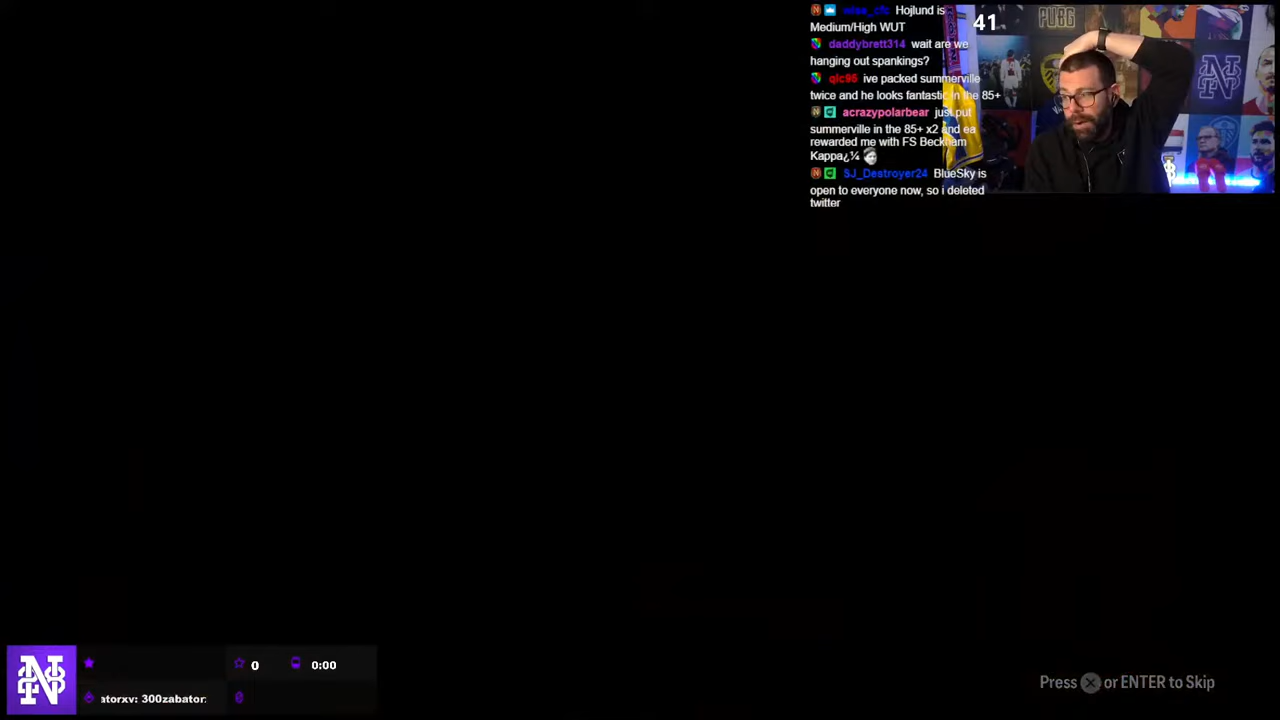 Hojlund is
Medium/High WUT
daddybrett314 wait are we
hanging out spankings?
qlc95 ive packed summerville
twice and he looks fantastic in the 85+
acrazypolarbear just put
summerville in the 85+ x2 and ea
rewarded me with FS Beckham
Kappa¿¼
SJ_Destroyer24 BlueSky is
open to everyone now, so i deleted
twitter
41
PUBG
0 0:00
atorxv: 300zabator:
Press X or ENTER to Skip